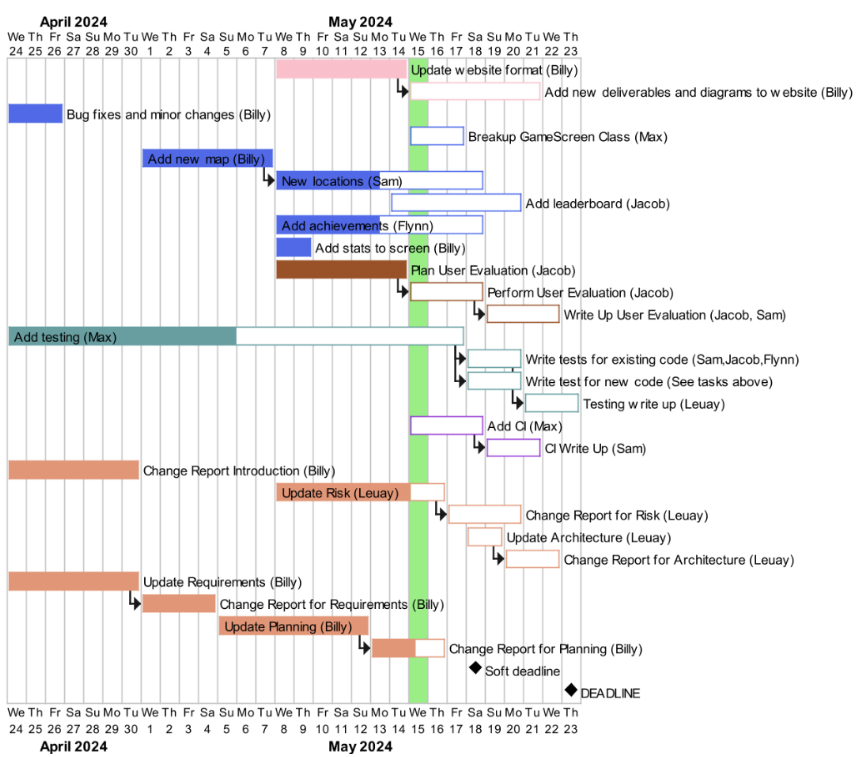 April 2024 May 2024
We Th Fr Sa Su Mo Tu We Th Fr Sa Su Mo Tu We Th Fr Sa Su Mo Tu We Th Fr Sa Su Mo Tu We Th
24 25 26 27 28 29 30 1 2 3 4 5 6 7 8 9 10 11 12 13 14 15 16 17 18 19 20 21 22 23
Update website format (Billy)
Add new deliverables and diagrams to website (Billy)
Bug fixes and minor changes (Billy)
Breakup GameScreen Class (Max)
Add new map (Billy)
New locations (Sam)
Add leaderboard (Jacob)
Add achievements (Flynn)
Add stats to screen (Billy)
Plan User Evaluation (Jacob)
Perform User Evaluation (Jacob)
Write Up User Evaluation (Jacob, Sam)
Add testing (Max)
Write tests for existing code (Sam,Jacob,Flynn)
Write test for new code (See tasks above)
Testing write up (Leuay)
Add CI (Max)
CI Write Up (Sam)
Change Report Introduction (Billy)
Update Risk (Leuay)
Change Report for Risk (Leuay)
Update Architecture (Leuay)
Change Report for Architecture (Leuay)
Update Requirements (Billy)
Change Report for Requirements (Billy)
Update Planning (Billy)
Change Report for Planning (Billy)
Soft deadline
DEADLINE
We Th Fr Sa Su Mo Tu We Th Fr Sa Su Mo Tu We Th Fr Sa Su Mo Tu We Th Fr Sa Su Mo Tu We Th
24 25 26 27 28 29 30 1 2 3 4 5 6 7 8 9 10 11 12 13 14 15 16 17 18 19 20 21 22 23
April 2024 May 2024